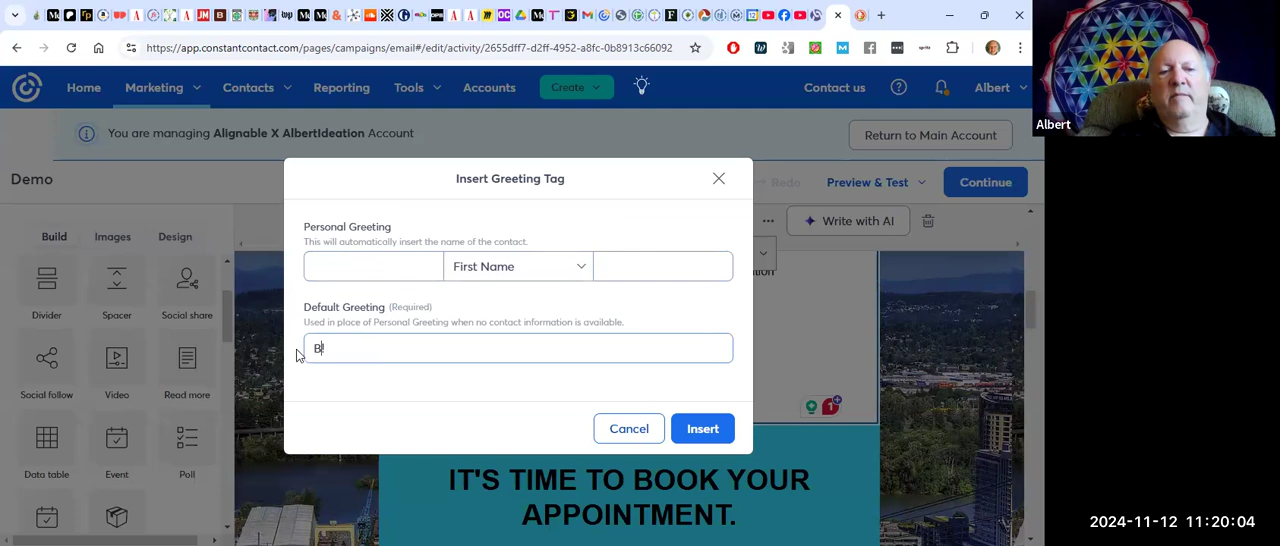 https://app.constantcontact.com/pages/campaigns/email#/edit/activity/2655dff7-d2ff-4952-a8fc-0b8913c66092
Home
Marketing
Contacts
Reporting
Tools
Accounts
Create
Contact us
Albert
Albert
You are managing Alignable X AlbertIdeation Account
Return to Main Account
Demo
Redo
Preview & Test
Continue
Build
Images
Design
Write with AI
Insert Greeting Tag
Personal Greeting
This will automatically insert the name of the contact.
First Name
Default Greeting (Required)
Used in place of Personal Greeting when no contact information is available.
Cancel
Insert
Divider
Spacer
Social share
Social follow
Video
Read more
Data table
Event
Poll
1
IT'S TIME TO BOOK YOUR
APPOINTMENT.
2024-11-12 11:20:04